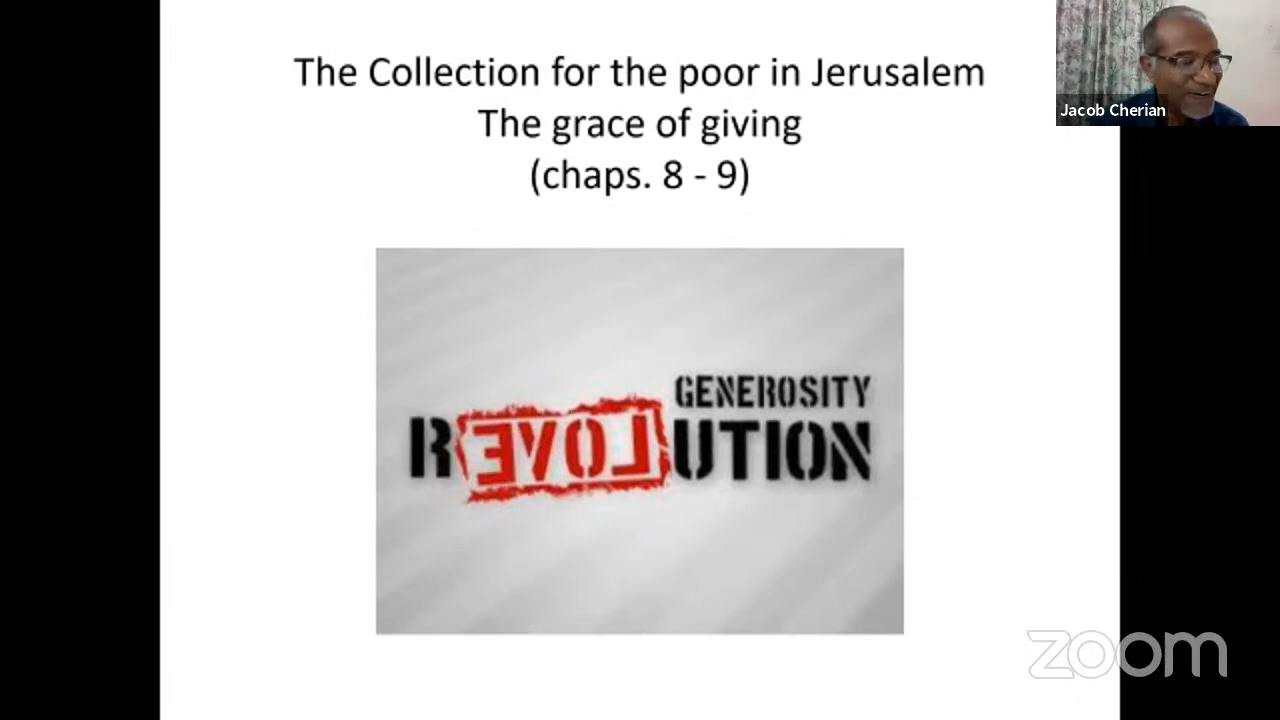 The Collection for the poor in Jerusalem
The grace of giving
(chaps. 8 - 9)
Jacob Cherian
GENEROSITY
REVOLUTION
zoom